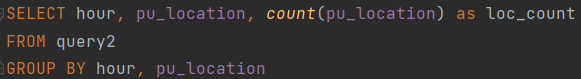 SELECT hour, pu_location, count(pu_location) as loc_count
FROM query2
GROUP BY hour, pu_location